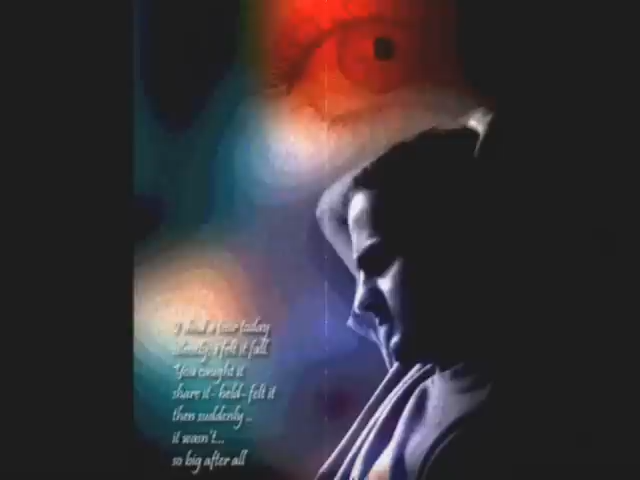 I had a tear today
silently, I felt it fall
You caught it
share it- held- felt it
then suddenly...
it wasn't...
so big after all